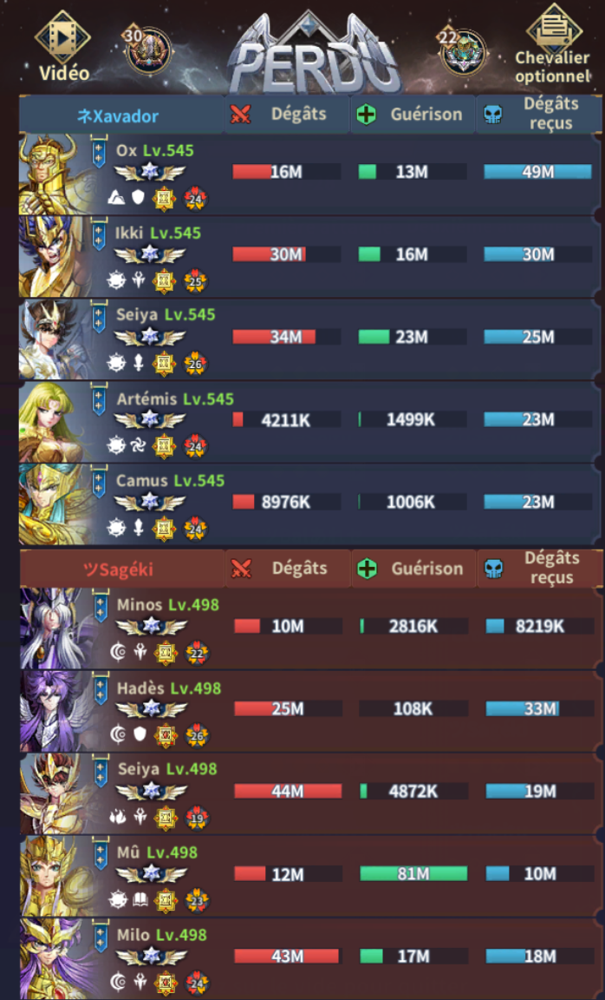 30
PERDU
22
Vidéo
Chevalier
optionnel
ネXavador
Dégâts
Guérison
Dégâts
reçus
Ox Lv.545
16M
13M
49M
24
Ikki Lv.545
30M
16M
30M
25
Seiya Lv.545
34M
23M
25M
26
Artémis Lv.545
4211K
1499K
23M
24
Camus Lv.545
8976K
1006K
23M
24
ツSagéki
Dégâts
Guérison
Dégâts
reçus
Minos Lv.498
10M
2816K
8219K
22
Hadès Lv.498
25M
108K
33M
26
Seiya Lv.498
44M
4872K
19M
19
Mû Lv.498
12M
81M
10M
23
Milo Lv.498
43M
17M
18M
24